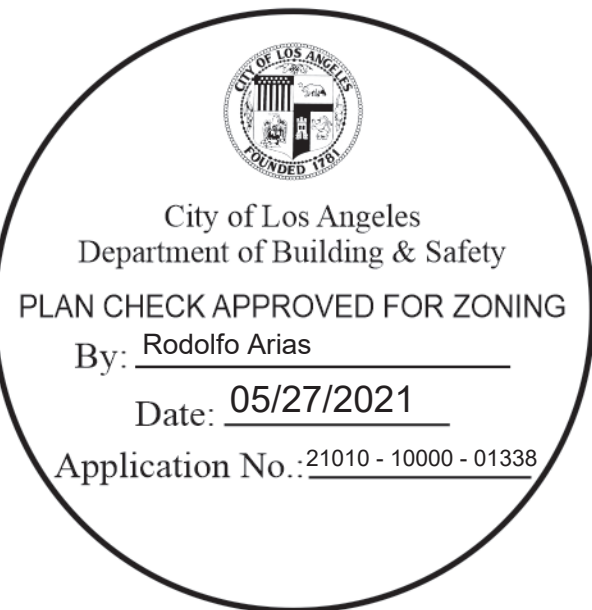 CITY OF LOS ANGELES
FOUNDED 1781
City of Los Angeles
Department of Building & Safety
PLAN CHECK APPROVED FOR ZONING
By: Rodolfo Arias
Date: 05/27/2021
Application No.: 21010 - 10000 - 01338